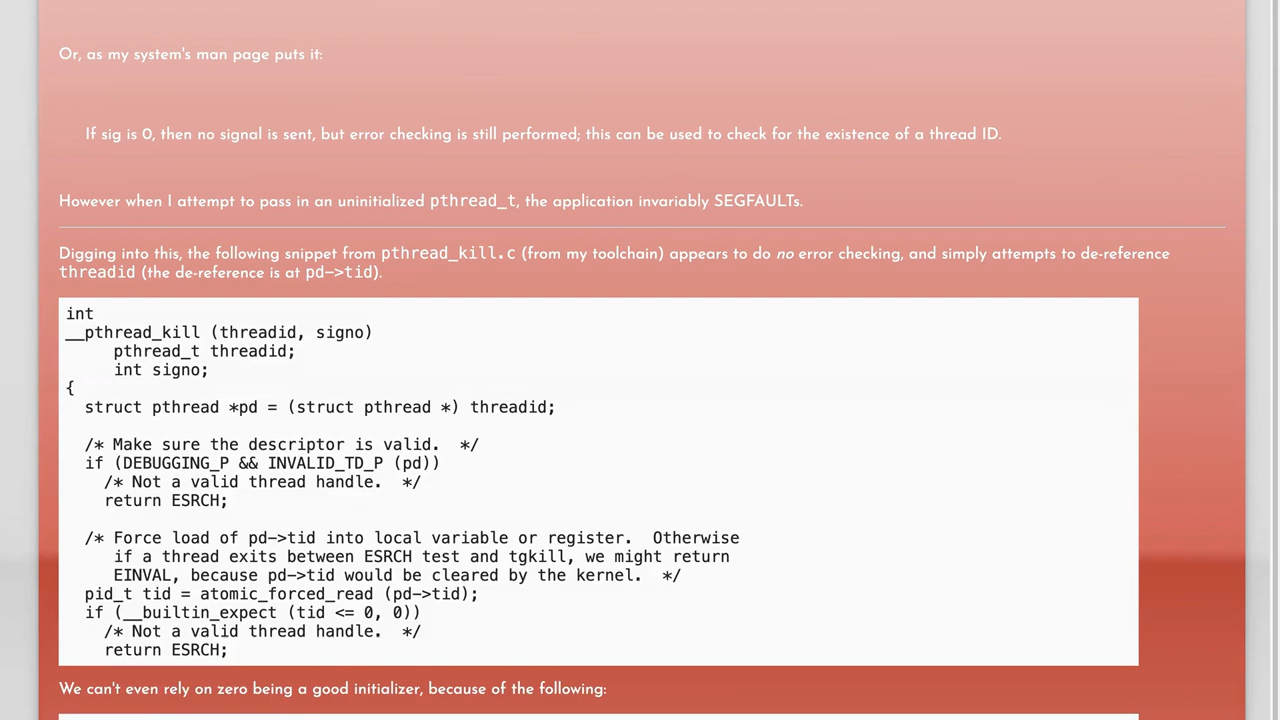 Or, as my system's man page puts it:
If sig is 0, then no signal is sent, but error checking is still performed; this can be used to check for the existence of a thread ID.
However when I attempt to pass in an uninitialized pthread_t, the application invariably SEGFAULTs.
Digging into this, the following snippet from pthread_kill.c (from my toolchain) appears to do no error checking, and simply attempts to de-reference
threadid (the de-reference is at pd->tid).
int
__pthread_kill (threadid, signo)
     pthread_t threadid;
     int signo;
{
  struct pthread *pd = (struct pthread *) threadid;
  /* Make sure the descriptor is valid.  */
  if (DEBUGGING_P && INVALID_TD_P (pd))
    /* Not a valid thread handle.  */
    return ESRCH;
  /* Force load of pd->tid into local variable or register.  Otherwise
     if a thread exits between ESRCH test and tgkill, we might return
     EINVAL, because pd->tid would be cleared by the kernel.  */
  pid_t tid = atomic_forced_read (pd->tid);
  if (__builtin_expect (tid <= 0, 0))
    /* Not a valid thread handle.  */
    return ESRCH;
We can't even rely on zero being a good initializer, because of the following: